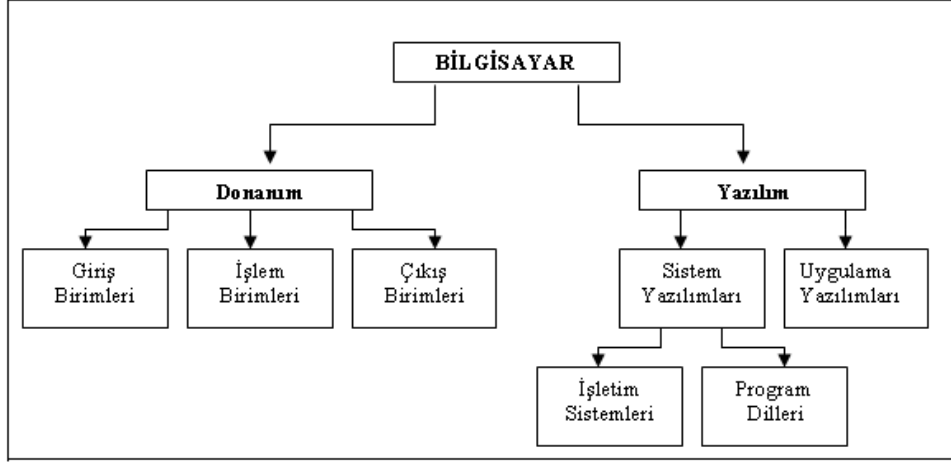 BİLGİSAYAR
Donanım
Yazılım
Giriş
Birimleri
İşlem
Birimleri
Çıkış
Birimleri
Sistem
Yazılımları
Uygulama
Yazılımları
İşletim
Sistemleri
Program
Dilleri